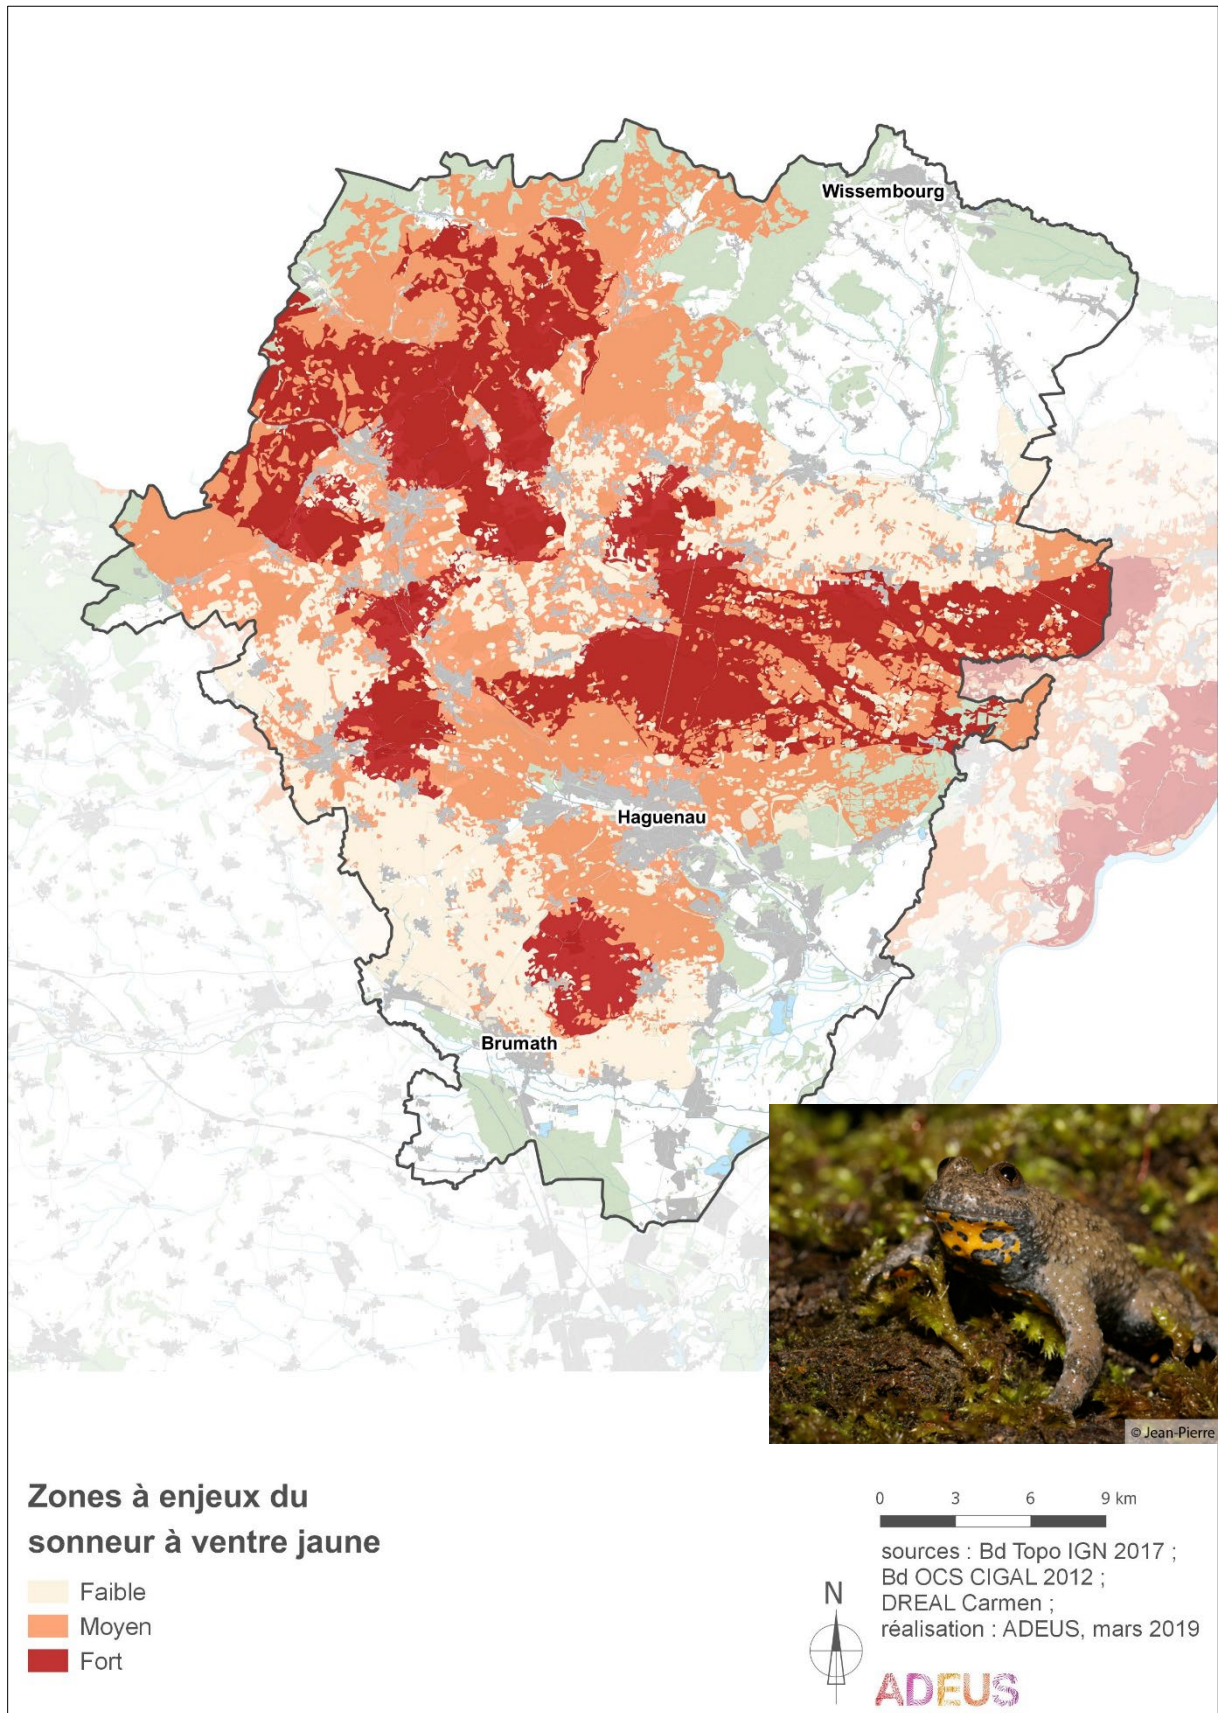 Wissembourg
Haguenau
Brumath
© Jean-Pierre
Zones à enjeux du
sonneur à ventre jaune
Faible
Moyen
Fort
0 3 6 9 km
sources : Bd Topo IGN 2017 ;
Bd OCS CIGAL 2012 ;
DREAL Carmen ;
réalisation : ADEUS, mars 2019
N
ADEUS